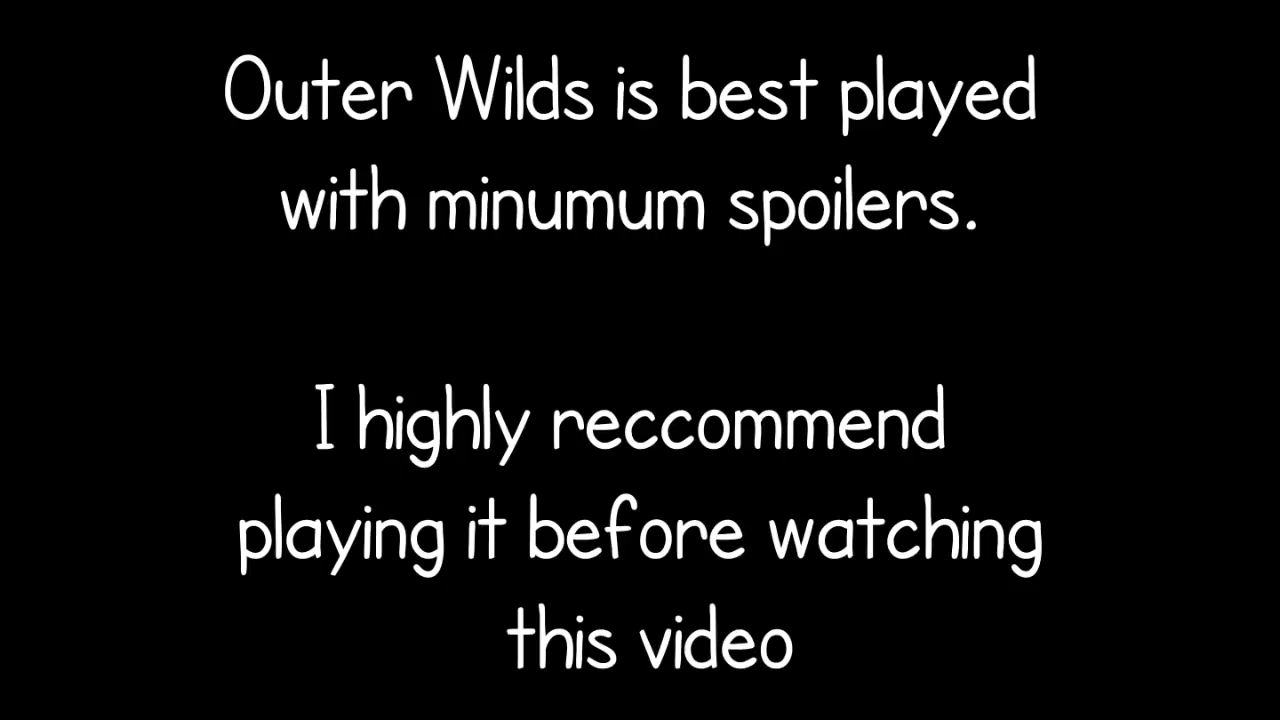 Outer Wilds is best played
with minumum spoilers.
I highly reccommend
playing it before watching
this video